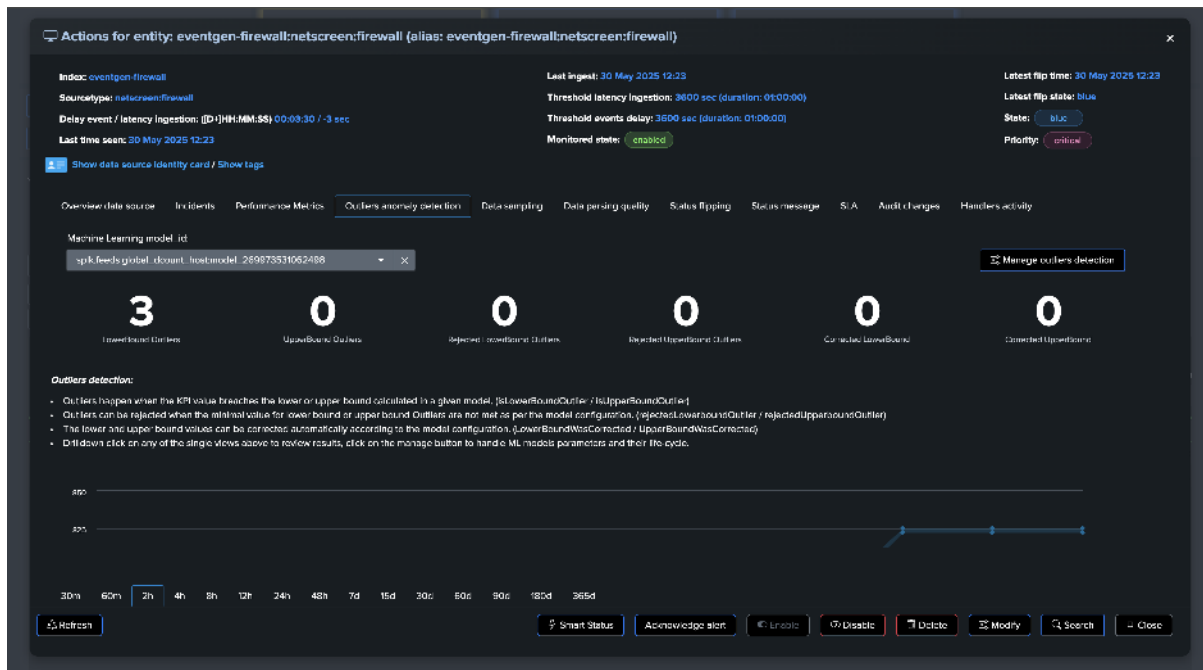 Actions for entity: eventgen-firewall:netscreen:firewall (alias: eventgen-firewall:netscreen:firewall)
Index: eventgen-firewall
Sourcetype: netscreen:firewall
Delay event / latency ingestion: ([D+]HH:MM:SS) 00:03:30 / -3 sec
Last time seen: 30 May 2025 12:23
Last ingest: 30 May 2025 12:23
Threshold latency ingestion: 3600 sec (duration: 01:00:00)
Threshold events delay: 3600 sec (duration: 01:00:00)
Monitored state: enabled
Latest flip time: 30 May 2025 12:23
Latest flip state: blue
State: blue
Priority: critical
Show data source identity card / Show tags
Overview data source Incidents Performance Metrics Outliers anomaly detection Data sampling Data parsing quality Status flipping Status message SLA Audit changes Handlers activity
Machine Learning model_id:
splk.feeds.global_dcount_host:model_289973531062498
Manage outliers detection
3 0 0 0 0 0
LowerBound Outliers UpperBound Outliers Rejected LowerBound Outliers Rejected UpperBound Outliers Corrected LowerBound Corrected UpperBound
Outliers detection:
• Outliers happen when the KPI value breaches the lower or upper bound calculated in a given model. (isLowerBoundOutlier / isUpperBoundOutlier)
• Outliers can be rejected when the minimal value for lower bound or upper bound Outliers are not met as per the model configuration. (rejectedLowerboundOutlier / rejectedUpperboundOutlier)
• The lower and upper bound values can be corrected automatically according to the model configuration. (LowerBoundWasCorrected / UpperBoundWasCorrected)
• Drilldown click on any of the single views above to review results, click on the manage button to handle ML models parameters and their life-cycle.
30m 60m 2h 4h 8h 12h 24h 48h 7d 15d 30d 60d 90d 180d 365d
Refresh Smart Status Acknowledge alert Enable Disable Delete Modify Search Close